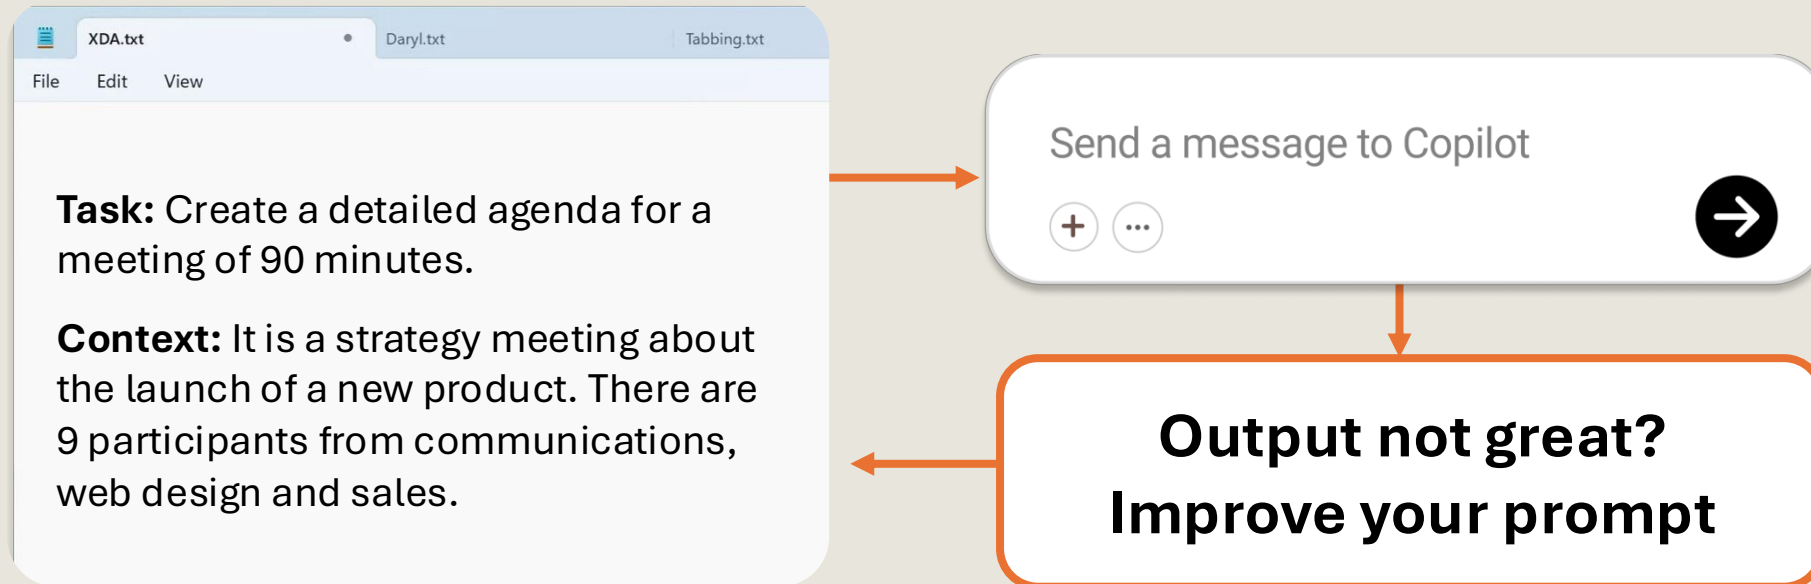 XDA.txt
Daryl.txt
Tabbing.txt
File Edit View
Task: Create a detailed agenda for a
meeting of 90 minutes.
Context: It is a strategy meeting about
the launch of a new product. There are
9 participants from communications,
web design and sales.
Send a message to Copilot
Output not great?
Improve your prompt